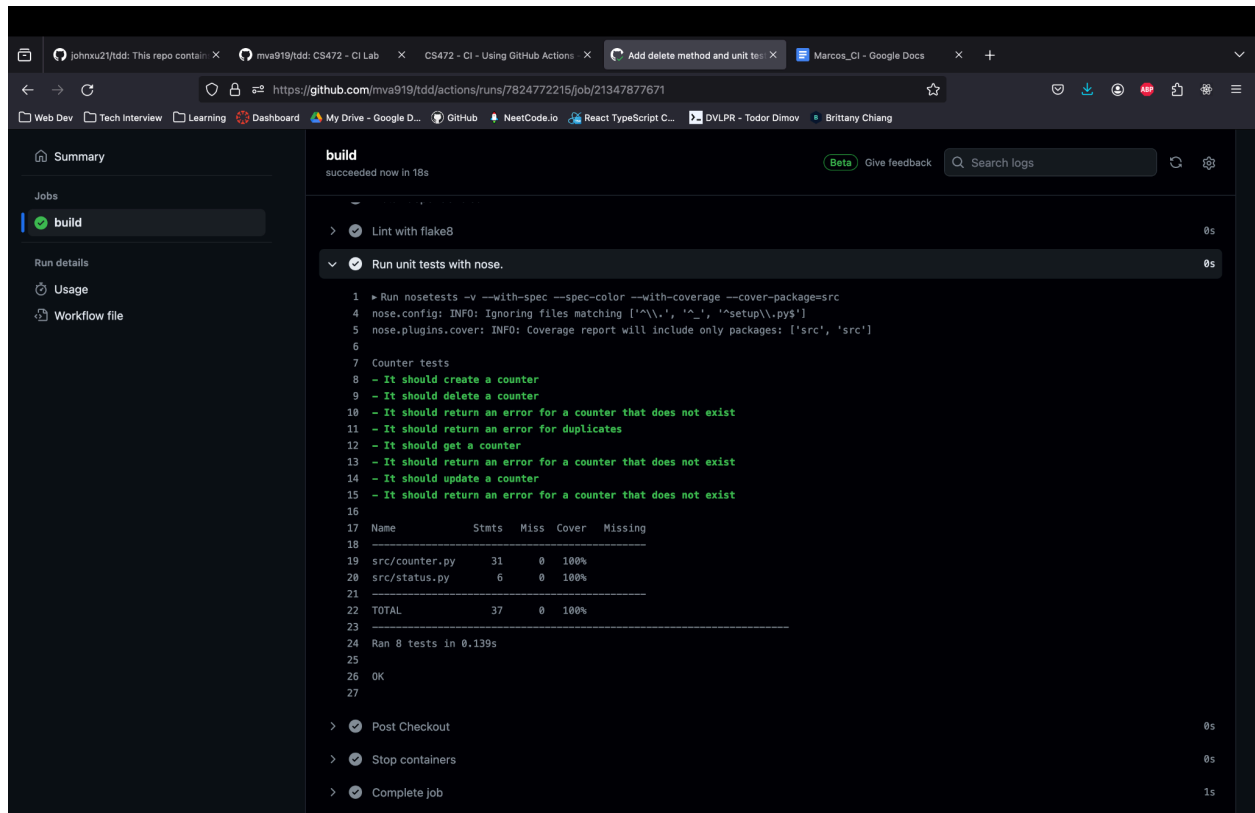 johnxu21/tdd: This repo contain
mva919/tdd: CS472 - CI Lab
CS472 - CI - Using GitHub Actions -
Add delete method and unit tes
Marcos_CI - Google Docs
https://github.com/mva919/tdd/actions/runs/7824772215/job/21347877671
ABP
Web Dev
Tech Interview
Learning
Dashboard
My Drive - Google D...
GitHub
NeetCode.io
React TypeScript C...
DVLPR - Todor Dimov
Brittany Chiang
Summary
Jobs
build
Run details
Usage
Workflow file
build
succeeded now in 18s
Beta Give feedback
Search logs
Lint with flake8 0s
Run unit tests with nose. 0s
1 ▸ Run nosetests -v --with-spec --spec-color --with-coverage --cover-package=src
4 nose.config: INFO: Ignoring files matching ['^\\.', '^_', '^setup\\.py$']
5 nose.plugins.cover: INFO: Coverage report will include only packages: ['src', 'src']
6
7 Counter tests
8 - It should create a counter
9 - It should delete a counter
10 - It should return an error for a counter that does not exist
11 - It should return an error for duplicates
12 - It should get a counter
13 - It should return an error for a counter that does not exist
14 - It should update a counter
15 - It should return an error for a counter that does not exist
16
17 Name Stmts Miss Cover Missing
18 ---------------------------------------------
19 src/counter.py 31 0 100%
20 src/status.py 6 0 100%
21 ---------------------------------------------
22 TOTAL 37 0 100%
23 ----------------------------------------------------------------------
24 Ran 8 tests in 0.139s
25
26 OK
27
Post Checkout 0s
Stop containers 0s
Complete job 1s